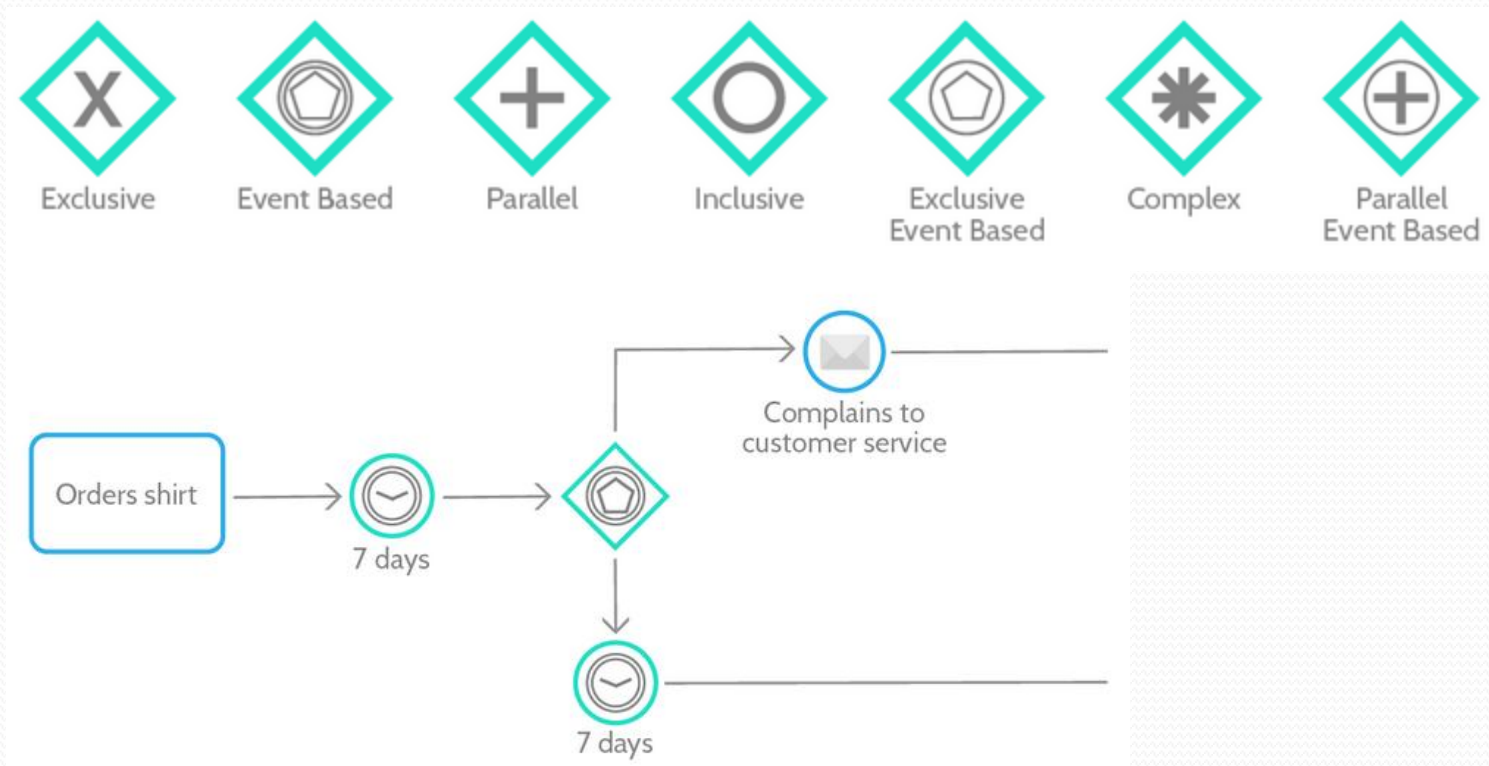 X
Exclusive
Event Based
Parallel
Inclusive
Exclusive
Event Based
Complex
Parallel
Event Based
Complains to
customer service
Orders shirt
7 days
7 days